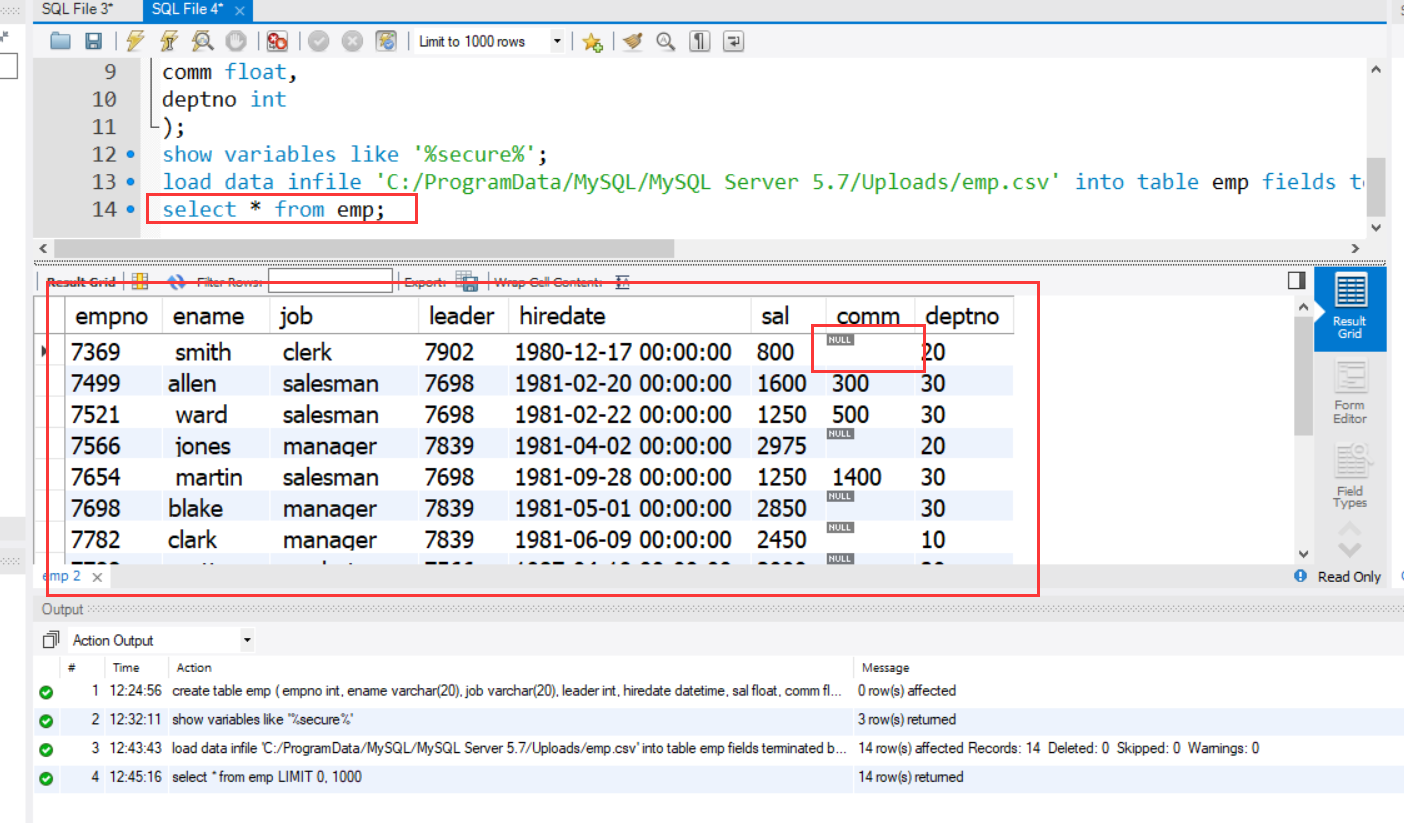 SQL File 3*
SQL File 4*
Limit to 1000 rows
9 comm float,
10 deptno int
11 );
12 show variables like '%secure%';
13 load data infile 'C:/ProgramData/MySQL/MySQL Server 5.7/Uploads/emp.csv' into table emp fields
14 select * from emp;
Result Grid Filter Rows: Export: Wrap Cell Content:
empno ename job leader hiredate sal comm deptno
7369 smith clerk 7902 1980-12-17 00:00:00 800 NULL 20
7499 allen salesman 7698 1981-02-20 00:00:00 1600 300 30
7521 ward salesman 7698 1981-02-22 00:00:00 1250 500 30
7566 jones manager 7839 1981-04-02 00:00:00 2975 NULL 20
7654 martin salesman 7698 1981-09-28 00:00:00 1250 1400 30
7698 blake manager 7839 1981-05-01 00:00:00 2850 NULL 30
7782 clark manager 7839 1981-06-09 00:00:00 2450 NULL 10
NULL
Result
Grid
Form
Editor
Field
Types
emp 2
Read Only
Output
Action Output
# Time Action Message
1 12:24:56 create table emp ( empno int, ename varchar(20), job varchar(20), leader int, hiredate datetime, sal float, comm fl... 0 row(s) affected
2 12:32:11 show variables like '%secure%' 3 row(s) returned
3 12:43:43 load data infile 'C:/ProgramData/MySQL/MySQL Server 5.7/Uploads/emp.csv' into table emp fields terminated b... 14 row(s) affected Records: 14 Deleted: 0 Skipped: 0 Warnings: 0
4 12:45:16 select * from emp LIMIT 0, 1000 14 row(s) returned